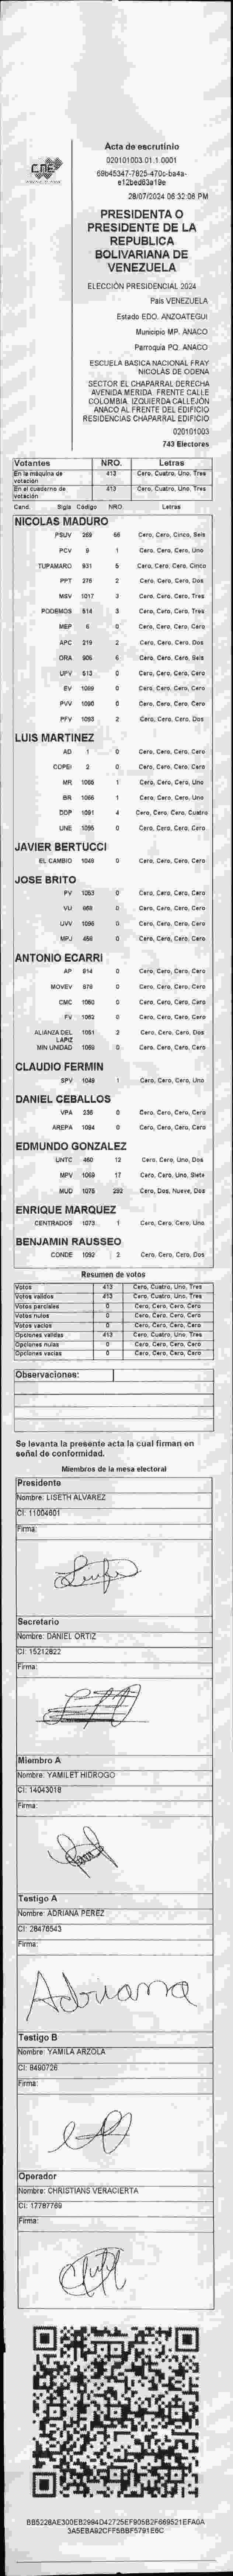 Acta de escrutinio
020101003.01.1.0001
28/07/2024 06:32:06 PM
PRESIDENTA O
PRESIDENTE DE LA
REPUBLICA
BOLIVARIANA DE
VENEZUELA
ELECCIÓN PRESIDENCIAL 2024
País VENEZUELA
Estado EDO. ANZOATEGUI
Municipio MP. ANACO
Parroquia PQ. ANACO
ESCUELA BASICA NACIONAL FRAY
NICOLÁS DE ODENA
SECTOR EL CHAPARRAL DERECHA
AVENIDA MERIDA. FRENTE CALLE
COLOMBIA. IZQUIERDA CALLEJÓN
ANACO AL FRENTE DEL EDIFICIO
RESIDENCIAS CHAPARRAL EDIFICIO
020101003
743 Electores
CNE
Votantes NRO. Letras
En la máquina de votación 413 Cero, Cuatro, Uno, Tres
En el cuaderno de votación 413 Cero, Cuatro, Uno, Tres
Cand. Sigla Código NRO. Letras
NICOLAS MADURO
PSUV 269 56 Cero, Cero, Cinco, Seis
PCV 9 1 Cero, Cero, Cero, Uno
TUPAMARO 931 5 Cero, Cero, Cero, Cinco
PPT 276 2 Cero, Cero, Cero, Dos
MSV 1017 3 Cero, Cero, Cero, Tres
PODEMOS 514 3 Cero, Cero, Cero, Tres
MEP 6 0 Cero, Cero, Cero, Cero
APC 219 2 Cero, Cero, Cero, Dos
ORA 906 6 Cero, Cero, Cero, Seis
UPV 513 0 Cero, Cero, Cero, Cero
EV 1089 0 Cero, Cero, Cero, Cero
PVV 1090 0 Cero, Cero, Cero, Cero
PFV 1093 2 Cero, Cero, Cero, Dos
LUIS MARTINEZ
AD 1 0 Cero, Cero, Cero, Cero
COPEI 2 0 Cero, Cero, Cero, Cero
MR 1 Cero, Cero, Cero, Uno
BR 1066 1 Cero, Cero, Cero, Uno
DDP 1091 4 Cero, Cero, Cero, Cuatro
UNE 1095 0 Cero, Cero, Cero, Cero
JAVIER BERTUCCI
EL CAMBIO 1048 0 Cero, Cero, Cero, Cero
JOSE BRITO
PV 1053 0 Cero, Cero, Cero, Cero
VU 0 Cero, Cero, Cero, Cero
UVV 1096 0 Cero, Cero, Cero, Cero
MPJ 456 0 Cero, Cero, Cero, Cero
ANTONIO ECARRI
AP 914 0 Cero, Cero, Cero, Cero
MOVEV 979 0 Cero, Cero, Cero, Cero
CMC 1050 0 Cero, Cero, Cero, Cero
FV 1052 0 Cero, Cero, Cero, Cero
ALIANZA DEL LAPIZ 1051 2 Cero, Cero, Cero, Dos
MIN UNIDAD 1069 0 Cero, Cero, Cero, Cero
CLAUDIO FERMIN
SPV 1049 1 Cero, Cero, Cero, Uno
DANIEL CEBALLOS
VPA 236 0 Cero, Cero, Cero, Cero
AREPA 1094 0 Cero, Cero, Cero, Cero
EDMUNDO GONZALEZ
UNTC 460 12 Cero, Cero, Uno, Dos
MPV 1069 17 Cero, Cero, Uno, Siete
MUD 1075 292 Cero, Dos, Nueve, Dos
ENRIQUE MARQUEZ
CENTRADOS 1073 1 Cero, Cero, Cero, Uno
BENJAMIN RAUSSEO
CONDE 1092 2 Cero, Cero, Cero, Dos
Resumen de votos
Votos 413 Cero, Cuatro, Uno, Tres
Votos validos 413 Cero, Cuatro, Uno, Tres
Votos parciales 0 Cero, Cero, Cero, Cero
Votos nulos 0 Cero, Cero, Cero, Cero
Votos vacios 0 Cero, Cero, Cero, Cero
Opciones validas 413 Cero, Cuatro, Uno, Tres
Opciones nulas 0 Cero, Cero, Cero, Cero
Opciones vacias 0 Cero, Cero, Cero, Cero
Observaciones:
Se levanta la presente acta la cual firman en
señal de conformidad.
Miembros de la mesa electoral
Presidente
Nombre: LISETH ALVAREZ
CI: 11004601
Firma:
Secretario
Nombre: DANIEL ORTIZ
CI: 15212822
Firma:
Miembro A
Nombre: YAMILET HIDROGO
CI: 14043018
Firma:
Testigo A
Nombre: ADRIANA PEREZ
CI: 28476543
Firma:
Adriana
Testigo B
Nombre: YAMILA ARZOLA
CI: 8490726
Firma:
Operador
Nombre: CHRISTIANS VERACIERTA
CI: 17787769
Firma: